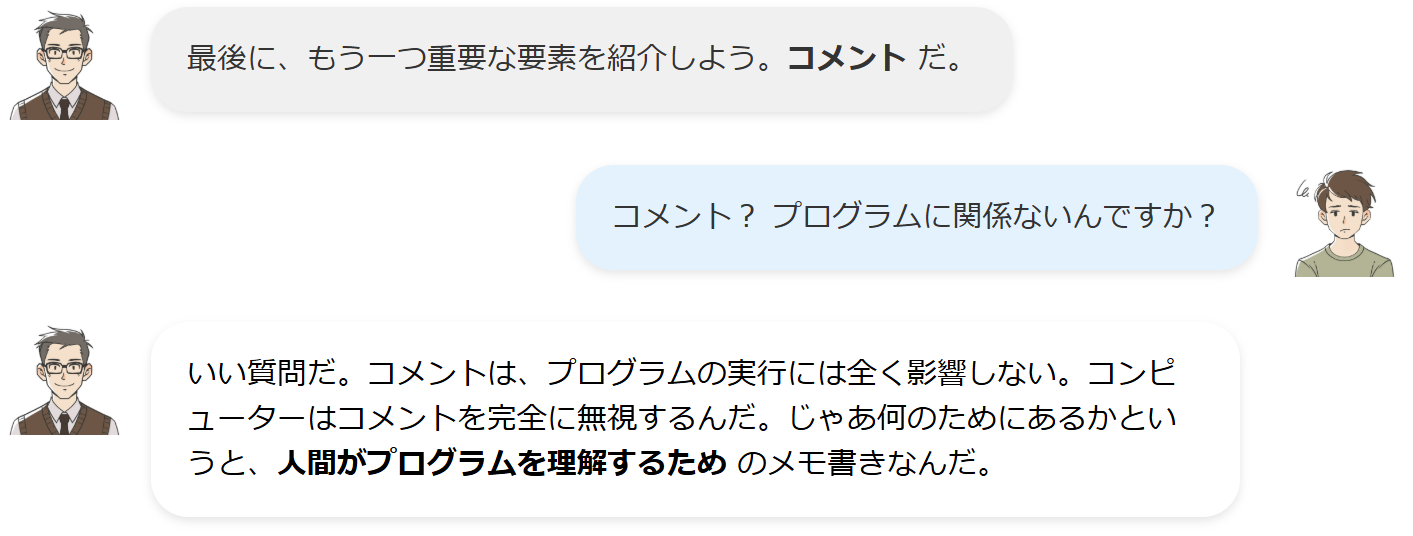 最後に、もう一つ重要な要素を紹介しよう。コメント だ。
コメント？ プログラムに関係ないんですか？
いい質問だ。コメントは、プログラムの実行には全く影響しない。コンピ
ューターはコメントを完全に無視するんだ。じゃあ何のためにあるかとい
うと、人間がプログラムを理解するため のメモ書きなんだ。